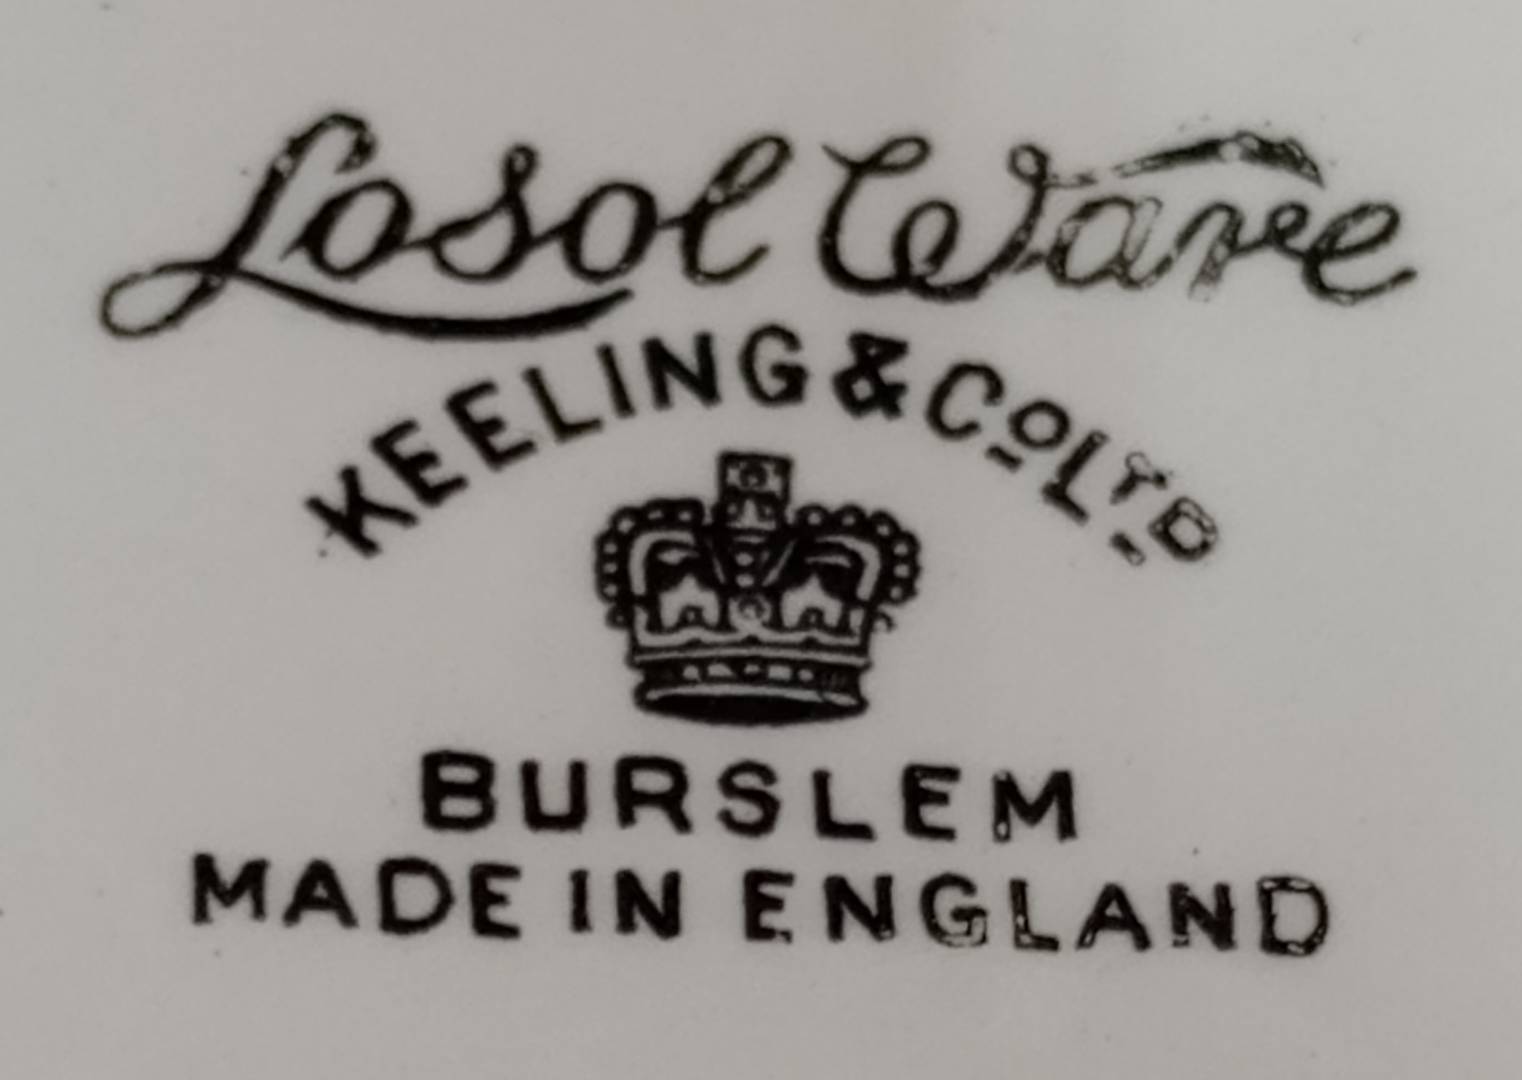 Losol Ware
KEELING & Co LTD
BURSLEM
MADE IN ENGLAND